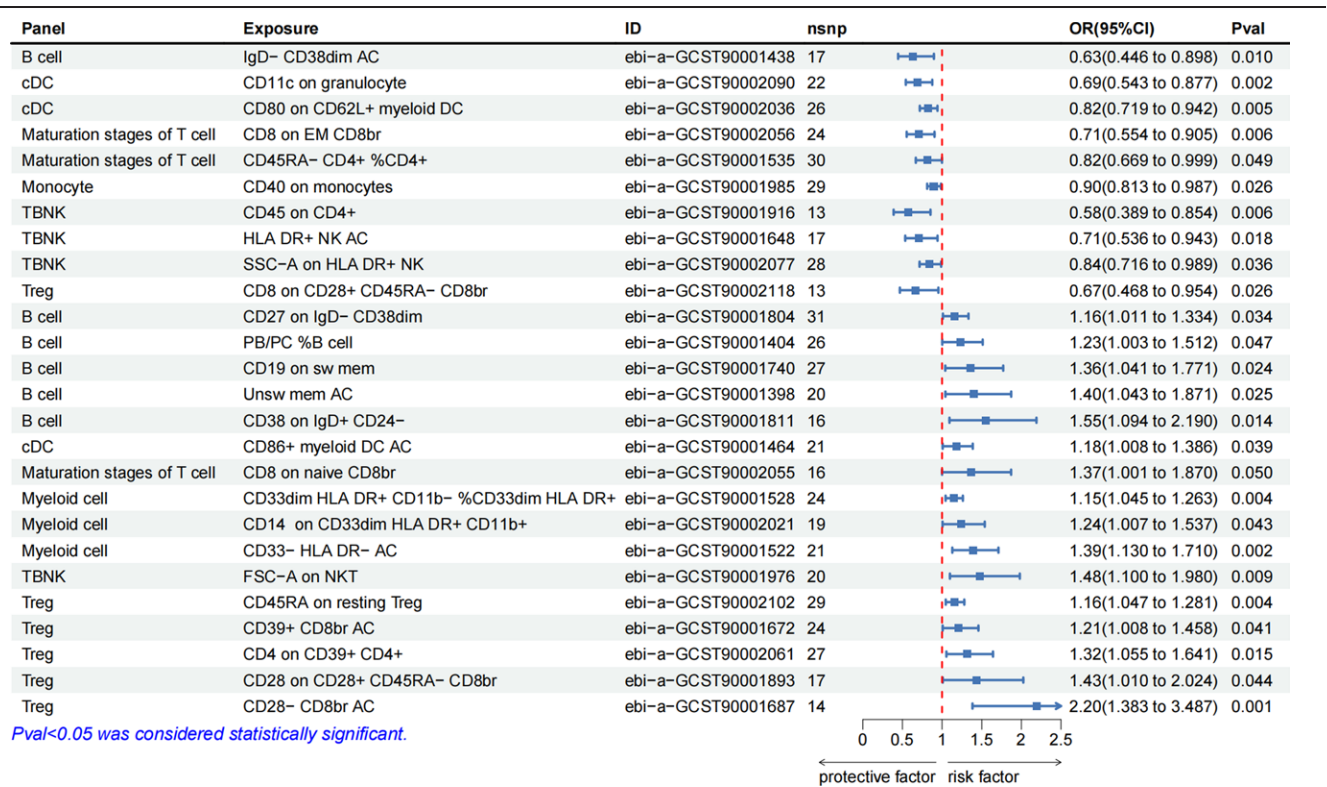 Panel Exposure ID nsnp OR(95%CI) Pval
B cell IgD− CD38dim AC ebi−a−GCST90001438 17 0.63(0.446 to 0.898) 0.010
cDC CD11c on granulocyte ebi−a−GCST90002090 22 0.69(0.543 to 0.877) 0.002
cDC CD80 on CD62L+ myeloid DC ebi−a−GCST90002036 26 0.82(0.719 to 0.942) 0.005
Maturation stages of T cell CD8 on EM CD8br ebi−a−GCST90002056 24 0.71(0.554 to 0.905) 0.006
Maturation stages of T cell CD45RA− CD4+ %CD4+ ebi−a−GCST90001535 30 0.82(0.669 to 0.999) 0.049
Monocyte CD40 on monocytes ebi−a−GCST90001985 29 0.90(0.813 to 0.987) 0.026
TBNK CD45 on CD4+ ebi−a−GCST90001916 13 0.58(0.389 to 0.854) 0.006
TBNK HLA DR+ NK AC ebi−a−GCST90001648 17 0.71(0.536 to 0.943) 0.018
TBNK SSC−A on HLA DR+ NK ebi−a−GCST90002077 28 0.84(0.716 to 0.989) 0.036
Treg CD8 on CD28+ CD45RA− CD8br ebi−a−GCST90002118 13 0.67(0.468 to 0.954) 0.026
B cell CD27 on IgD− CD38dim ebi−a−GCST90001804 31 1.16(1.011 to 1.334) 0.034
B cell PB/PC %B cell ebi−a−GCST90001404 26 1.23(1.003 to 1.512) 0.047
B cell CD19 on sw mem ebi−a−GCST90001740 27 1.36(1.041 to 1.771) 0.024
B cell Unsw mem AC ebi−a−GCST90001398 20 1.40(1.043 to 1.871) 0.025
B cell CD38 on IgD+ CD24− ebi−a−GCST90001811 16 1.55(1.094 to 2.190) 0.014
cDC CD86+ myeloid DC AC ebi−a−GCST90001464 21 1.18(1.008 to 1.386) 0.039
Maturation stages of T cell CD8 on naive CD8br ebi−a−GCST90002055 16 1.37(1.001 to 1.870) 0.050
Myeloid cell CD33dim HLA DR+ CD11b− %CD33dim HLA DR+ ebi−a−GCST90001528 24 1.15(1.045 to 1.263) 0.004
Myeloid cell CD14 on CD33dim HLA DR+ CD11b+ ebi−a−GCST90002021 19 1.24(1.007 to 1.537) 0.043
Myeloid cell CD33− HLA DR− AC ebi−a−GCST90001522 21 1.39(1.130 to 1.710) 0.002
TBNK FSC−A on NKT ebi−a−GCST90001976 20 1.48(1.100 to 1.980) 0.009
Treg CD45RA on resting Treg ebi−a−GCST90002102 29 1.16(1.047 to 1.281) 0.004
Treg CD39+ CD8br AC ebi−a−GCST90001672 24 1.21(1.008 to 1.458) 0.041
Treg CD4 on CD39+ CD4+ ebi−a−GCST90002061 27 1.32(1.055 to 1.641) 0.015
Treg CD28 on CD28+ CD45RA− CD8br ebi−a−GCST90001893 17 1.43(1.010 to 2.024) 0.044
Treg CD28− CD8br AC ebi−a−GCST90001687 14 2.20(1.383 to 3.487) 0.001
Pval<0.05 was considered statistically significant.
0 0.5 1 1.5 2 2.5
protective factor risk factor